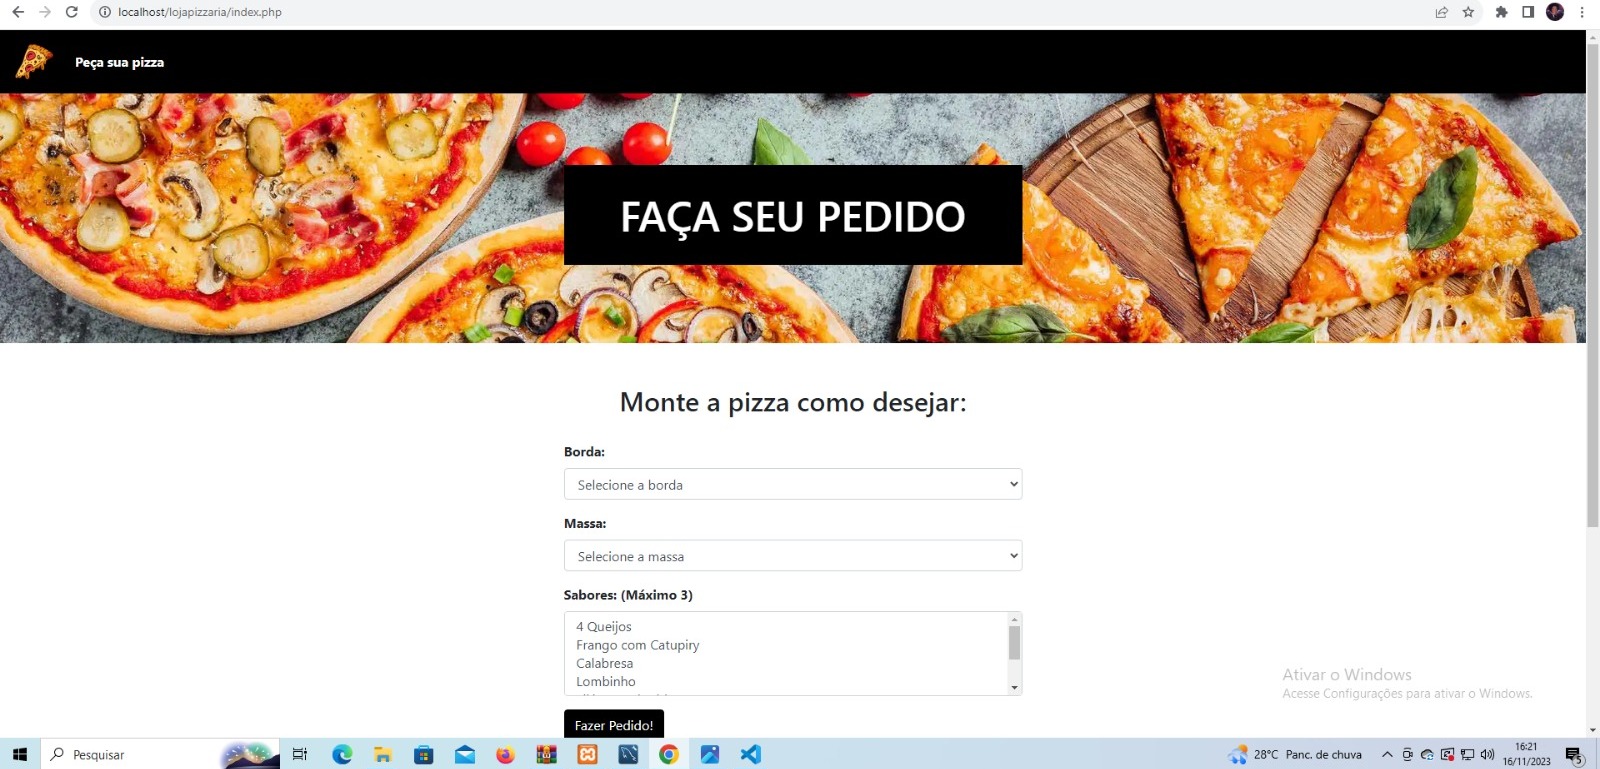 localhost/lojapizzaria/index.php
Peça sua pizza
FAÇA SEU PEDIDO
Monte a pizza como desejar:
Borda:
Selecione a borda
Massa:
Selecione a massa
Sabores: (Máximo 3)
4 Queijos
Frango com Catupiry
Calabresa
Lombinho
Fazer Pedido!
Ativar o Windows
Acesse Configurações para ativar o Windows.
Pesquisar
28°C Panc. de chuva
16:21
16/11/2023
5